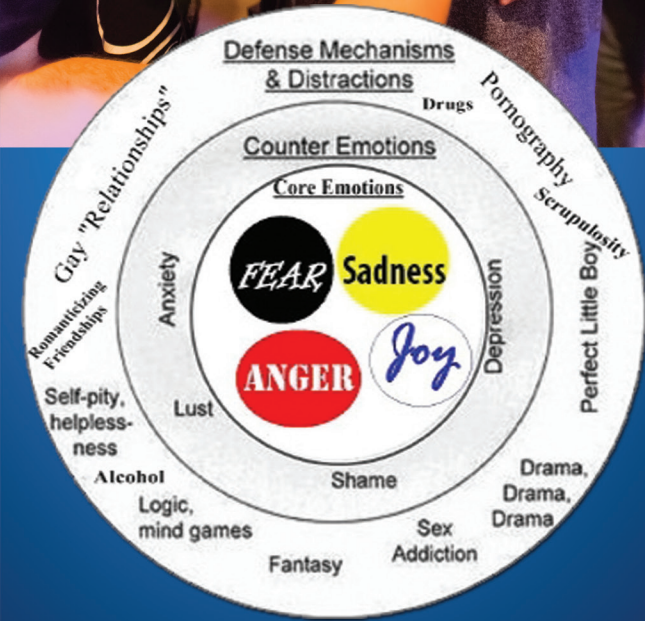 Defense Mechanisms
& Distractions
Drugs
Pornography
Scrupulosity
Perfect Little Boy
Drama,
Drama,
Drama
Sex
Addiction
Fantasy
Logic,
mind games
Alcohol
Self-pity,
helpless-
ness
Romanticizing
Friendships
Gay "Relationships"
Counter Emotions
Anxiety
Depression
Lust
Shame
Core Emotions
FEAR
Sadness
ANGER
Joy